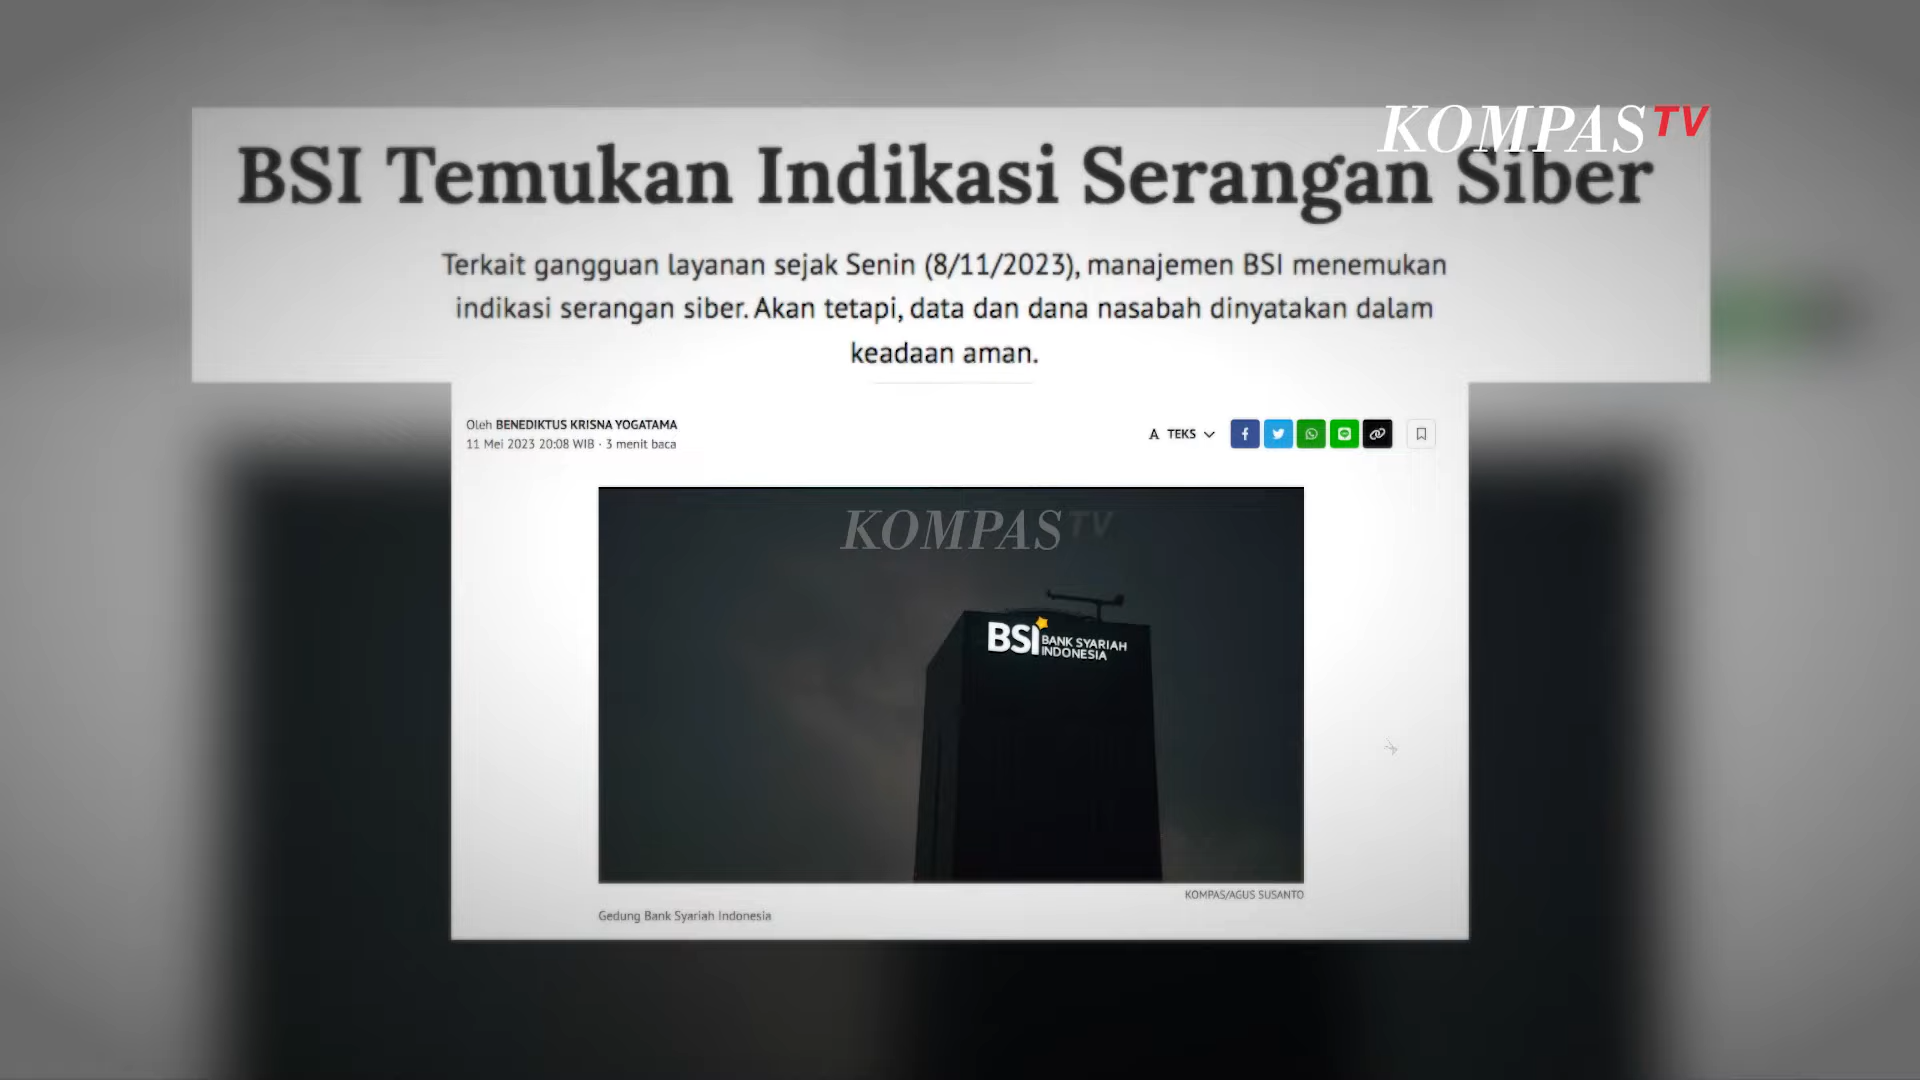 KOMPAS TV
BSI Temukan Indikasi Serangan Siber
Terkait gangguan layanan sejak Senin (8/11/2023), manajemen BSI menemukan
indikasi serangan siber. Akan tetapi, data dan dana nasabah dinyatakan dalam
keadaan aman.
Oleh BENEDIKTUS KRISNA YOGATAMA
11 Mei 2023 20:08 WIB · 3 menit baca
A TEKS
KOMPAS TV
BSI BANK SYARIAH
INDONESIA
KOMPAS/AGUS SUSANTO
Gedung Bank Syariah Indonesia